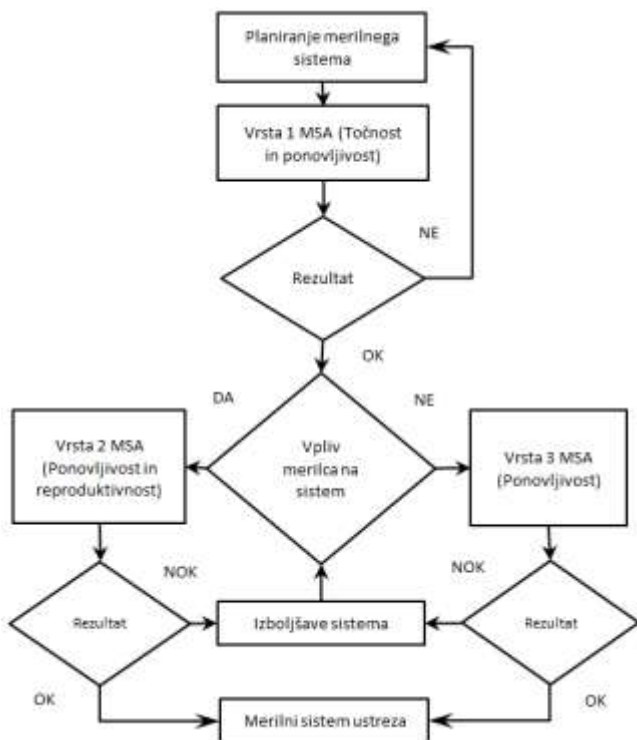 Planiranje merilnega
sistema
Vrsta 1 MSA (Točnost
in ponovljivost)
NE
Rezultat
OK
DA
NE
Vrsta 2 MSA
(Ponovljivost in
reproduktivnost)
Vpliv
merilca na
sistem
Vrsta 3 MSA
(Ponovljivost)
NOK
NOK
Rezultat
Izboljšave sistema
Rezultat
OK
OK
Merilni sistem ustreza